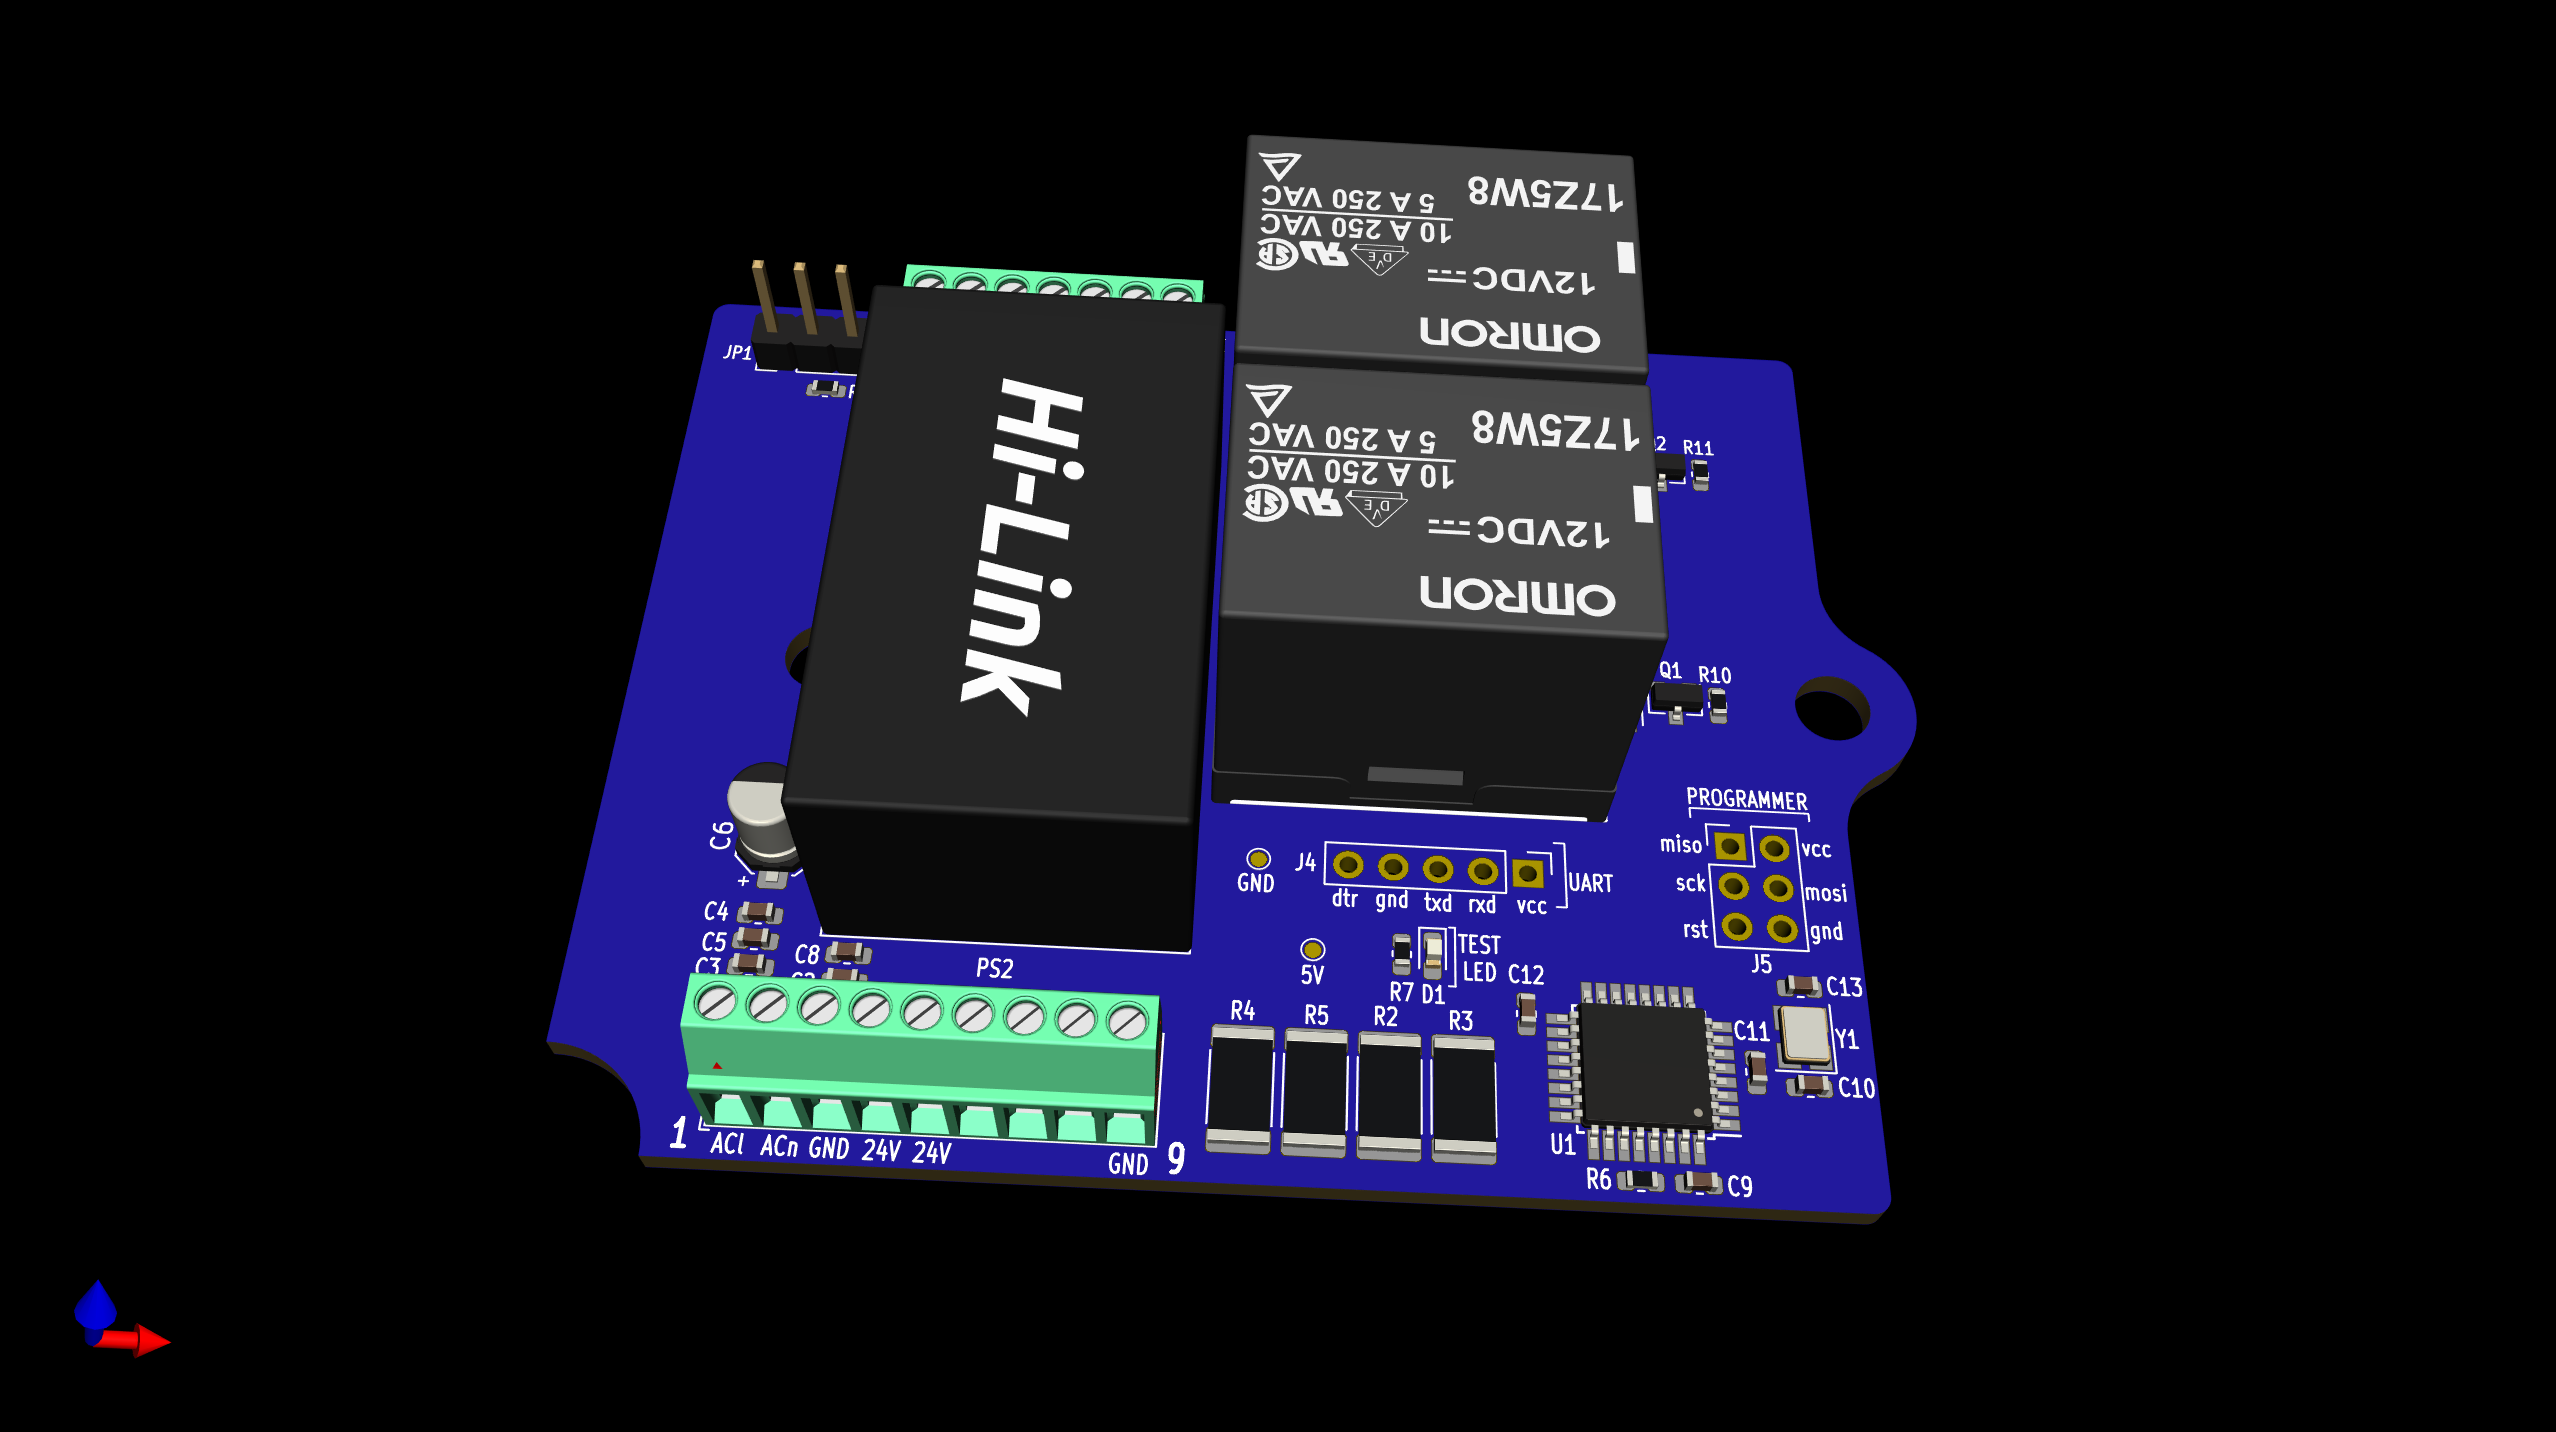 17Z5W8
5 A 250 VAC
10 A 250 VAC
12VDC
OMRON
JP1
Hi-Link
17Z5W8
5 A 250 VAC
10 A 250 VAC
12VDC
OMRON
R11
Q1 R10
PROGRAMMER
miso vcc
sck mosi
rst gnd
J5
C6
+
GND
J4
UART
dtr gnd txd rxd vcc
C4
C5
C3
C8
PS2
5V
TEST
LED
R7 D1
C12
C13
R4 R5 R2 R3
C11
Y1
C10
U1
R6
C9
1 ACl ACn GND 24V 24V GND 9